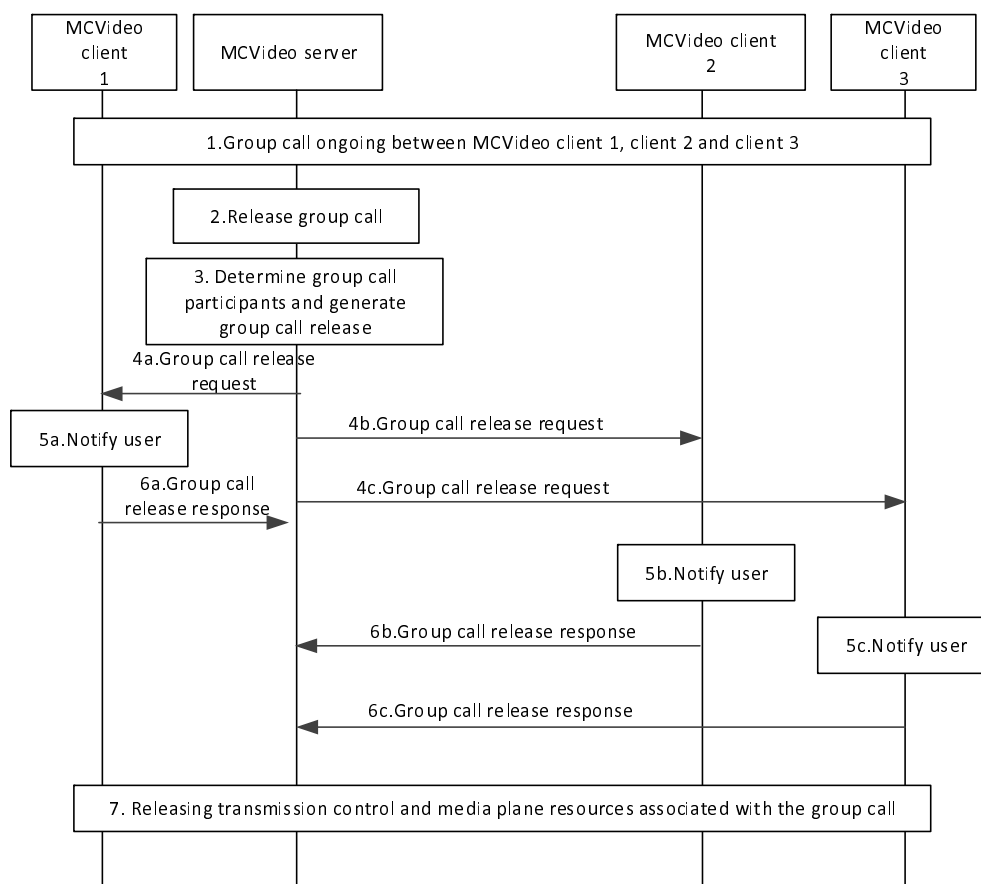 MCVideo
client
1
MCVideo server
MCVideo client
2
MCVideo
client
3
1.Group call ongoing between MCVideo client 1, client 2 and client 3
2.Release group call
3. Determine group call
participants and generate
group call release
4a.Group call release
request
5a.Notify user
4b.Group call release request
6a.Group call
release response
4c.Group call release request
5b.Notify user
6b.Group call release response
5c.Notify user
6c.Group call release response
7. Releasing transmission control and media plane resources associated with the group call